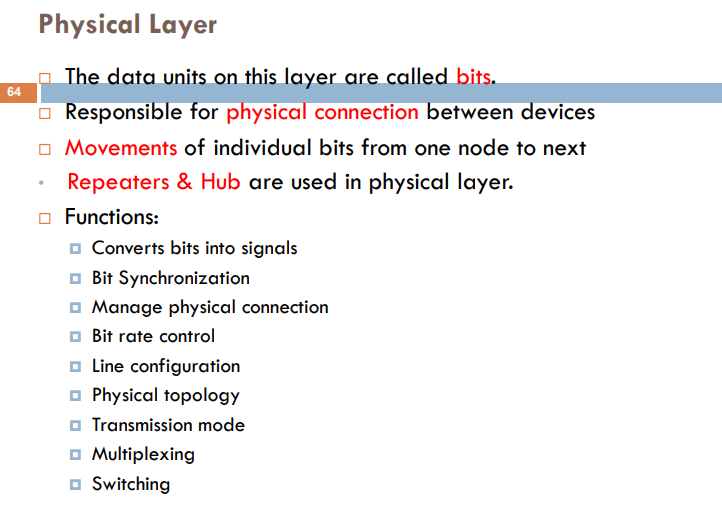 Physical Layer
The data units on this layer are called bits.
64
Responsible for physical connection between devices
Movements of individual bits from one node to next
Repeaters & Hub are used in physical layer.
Functions:
Converts bits into signals
Bit Synchronization
Manage physical connection
Bit rate control
Line configuration
Physical topology
Transmission mode
Multiplexing
Switching